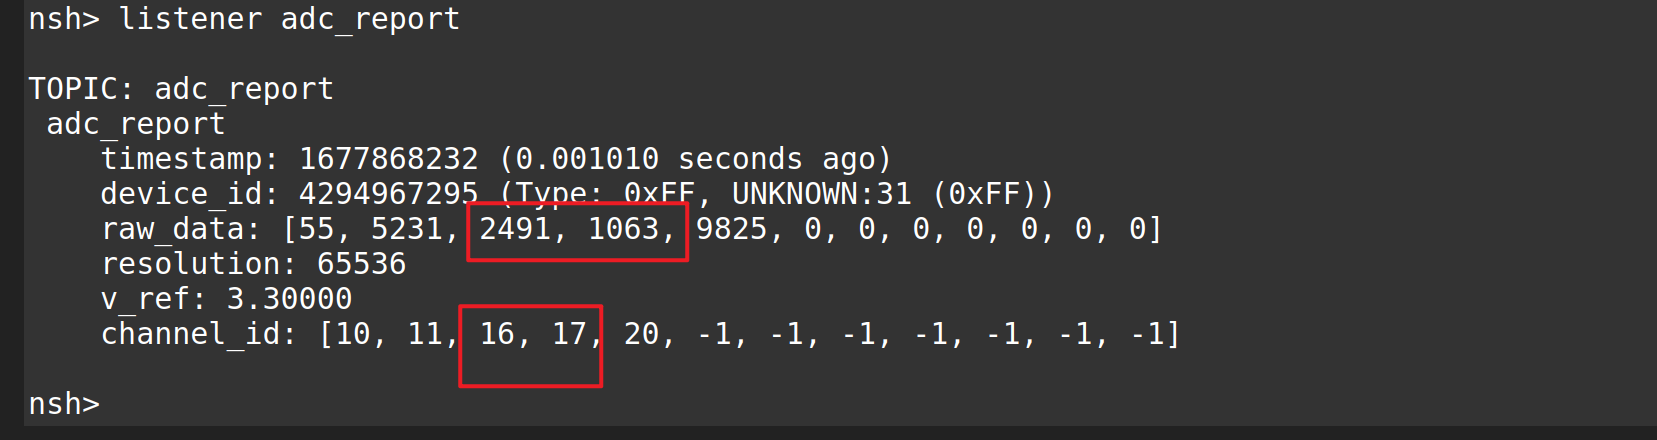 nsh> listener adc_report
TOPIC: adc_report
adc_report
timestamp: 1677868232 (0.001010 seconds ago)
device_id: 4294967295 (Type: 0xFF, UNKNOWN:31 (0xFF))
raw_data: [55, 5231, 2491, 1063, 9825, 0, 0, 0, 0, 0, 0, 0]
resolution: 65536
v_ref: 3.30000
channel_id: [10, 11, 16, 17, 20, -1, -1, -1, -1, -1, -1, -1]
nsh>